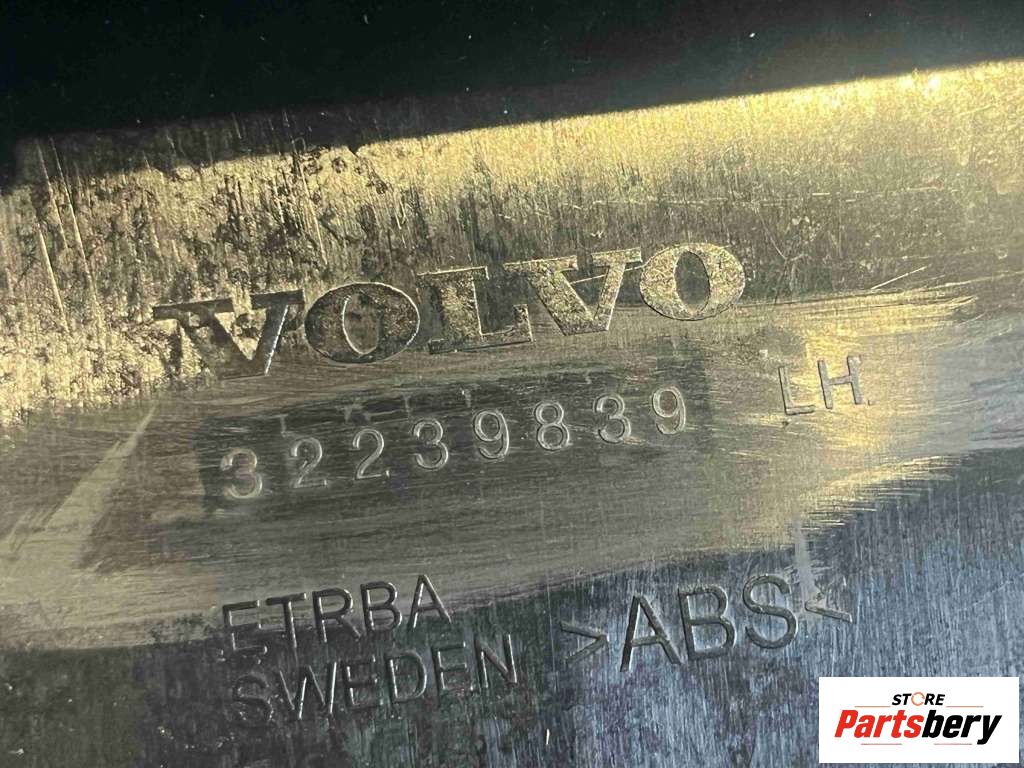 VOLVO
32239839 LH
ETRBA
SWEDEN >ABS<
STORE
Partsbery